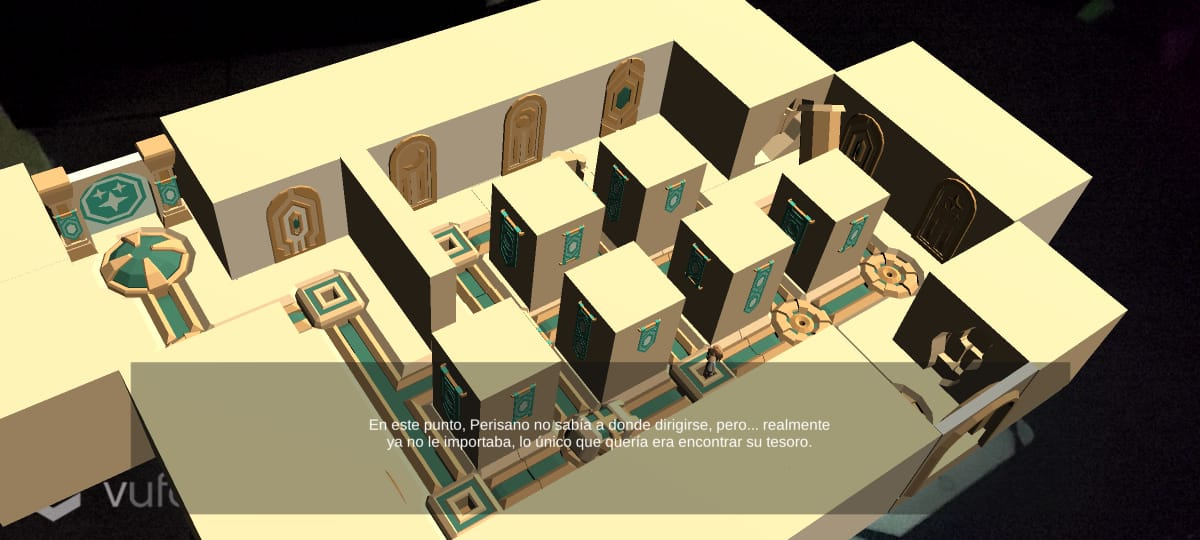 En este punto, Perisano no sabía a donde dirigirse, pero... realmente
ya no le importaba, lo único que quería era encontrar su tesoro.